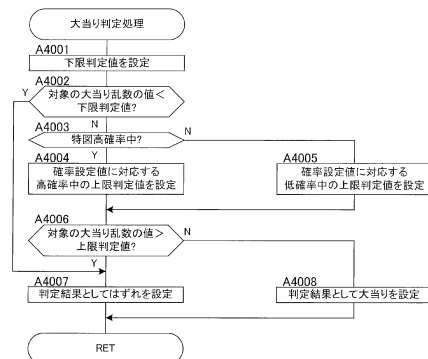 大当り判定処理
A4001
下限判定値を設定
A4002
Y
対象の大当り乱数の値＜
下限判定値?
N
A4003
特図高確率中?
N
Y
A4004
確率設定値に対応する
高確率中の上限判定値を設定
A4005
確率設定値に対応する
低確率中の上限判定値を設定
A4006
対象の大当り乱数の値＞
上限判定値?
N
Y
A4007
判定結果としてはずれを設定
A4008
判定結果として大当りを設定
RET